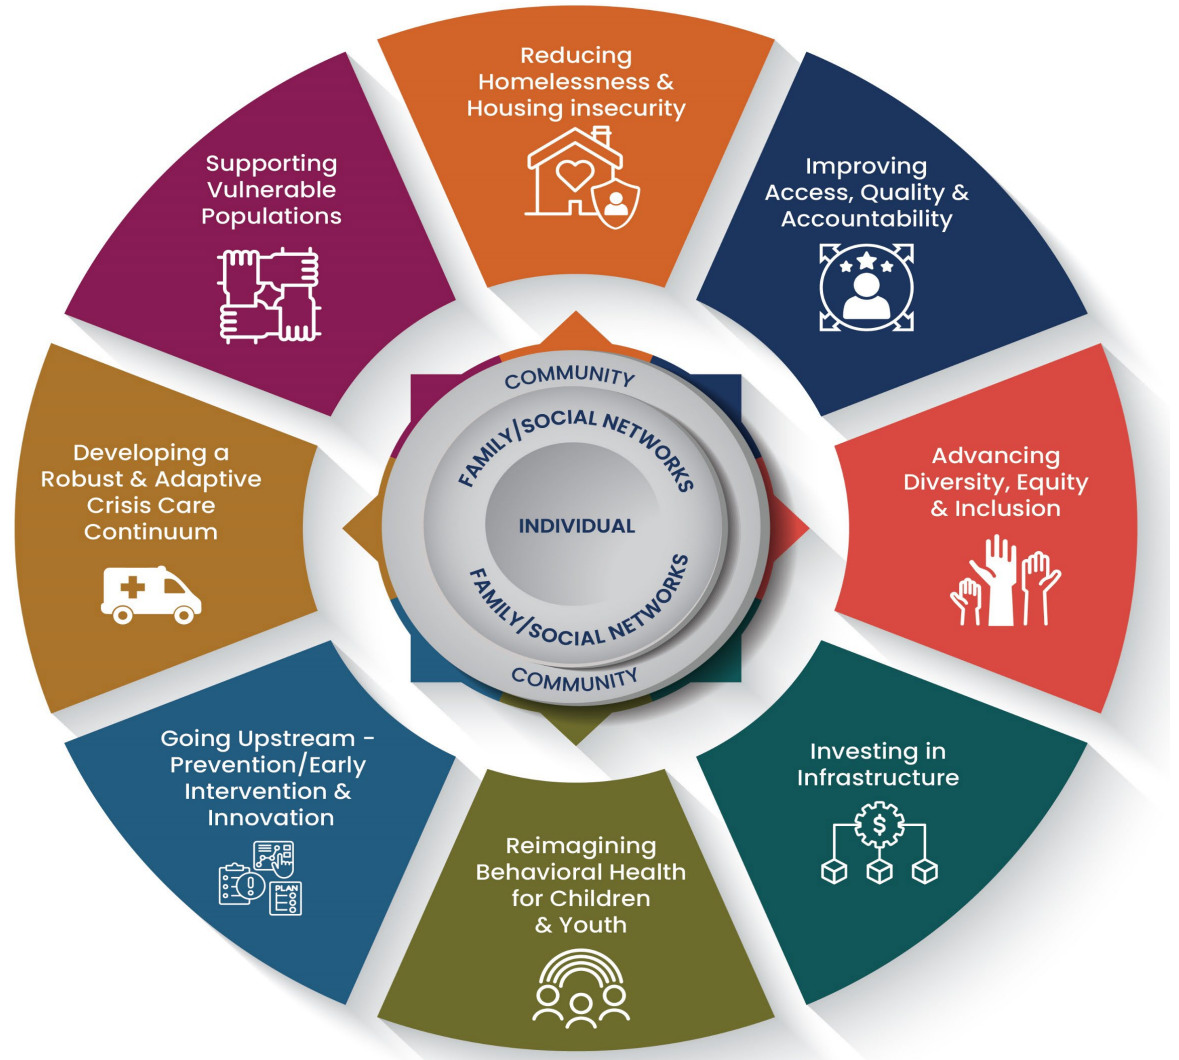 Reducing
Homelessness &
Housing insecurity
Improving
Access, Quality &
Accountability
Advancing
Diversity, Equity
& Inclusion
Investing in
Infrastructure
$
Reimagining
Behavioral Health
for Children
& Youth
Going Upstream -
Prevention/Early
Intervention &
Innovation
PLAN
Developing a
Robust & Adaptive
Crisis Care
Continuum
Supporting
Vulnerable
Populations
COMMUNITY
FAMILY/SOCIAL NETWORKS
INDIVIDUAL
FAMILY/SOCIAL NETWORKS
COMMUNITY